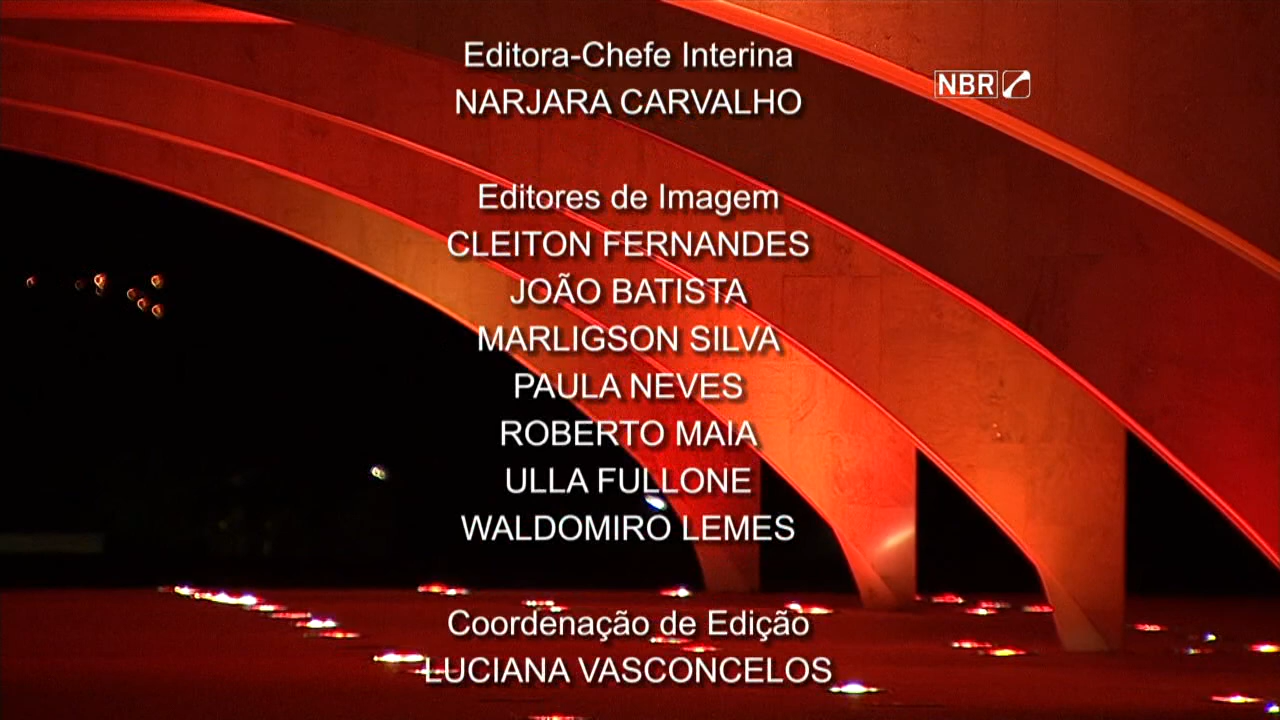 Editora-Chefe Interina
NARJARA CARVALHO
NBR
Editores de Imagem
CLEITON FERNANDES
JOÃO BATISTA
MARLIGSON SILVA
PAULA NEVES
ROBERTO MAIA
ULLA FULLONE
WALDOMIRO LEMES
Coordenação de Edição
LUCIANA VASCONCELOS